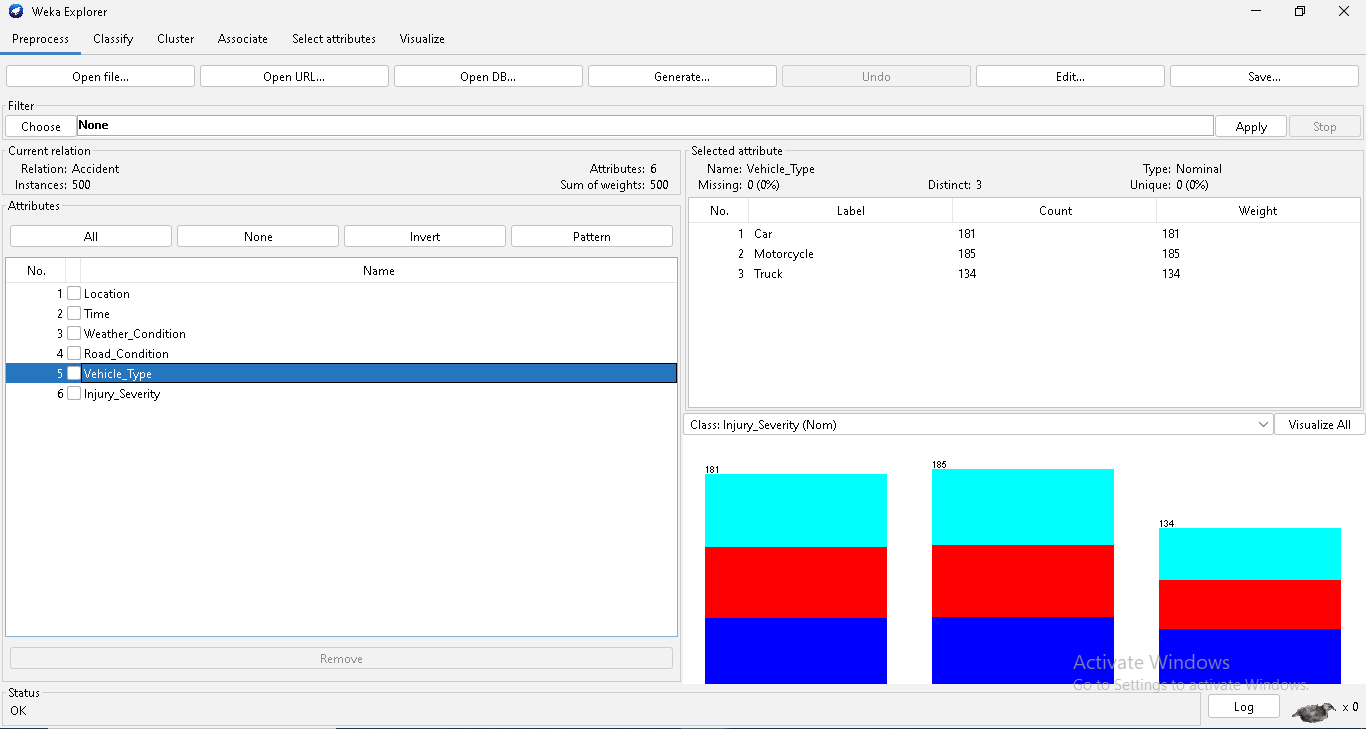 Weka Explorer
Preprocess Classify Cluster Associate Select attributes Visualize
Open file... Open URL... Open DB... Generate... Undo Edit... Save...
Filter
Choose None Apply Stop
Current relation
Relation: Accident Attributes: 6
Instances: 500 Sum of weights: 500
Attributes
All None Invert Pattern
No. Name
1 Location
2 Time
3 Weather_Condition
4 Road_Condition
5 Vehicle_Type
6 Injury_Severity
Remove
Selected attribute
Name: Vehicle_Type Type: Nominal
Missing: 0 (0%) Distinct: 3 Unique: 0 (0%)
No. Label Count Weight
1 Car 181 181
2 Motorcycle 185 185
3 Truck 134 134
Class: Injury_Severity (Nom) Visualize All
181 185 134
Activate Windows
Go to Settings to activate Windows.
Status
OK
Log x 0